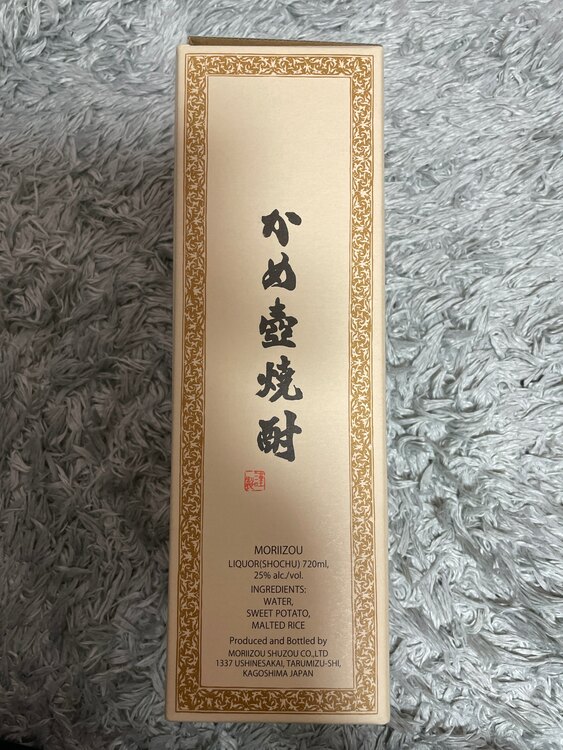 かめ壺焼酎
MORIIZOU
LIQUOR(SHOCHU) 720ml,
25% alc./vol.
INGREDIENTS:
WATER,
SWEET POTATO,
MALTED RICE
Produced and Bottled by
MORIIZOU SHUZOU CO.,LTD
1337 USHINESAKAI, TARUMIZU-SHI,
KAGOSHIMA JAPAN